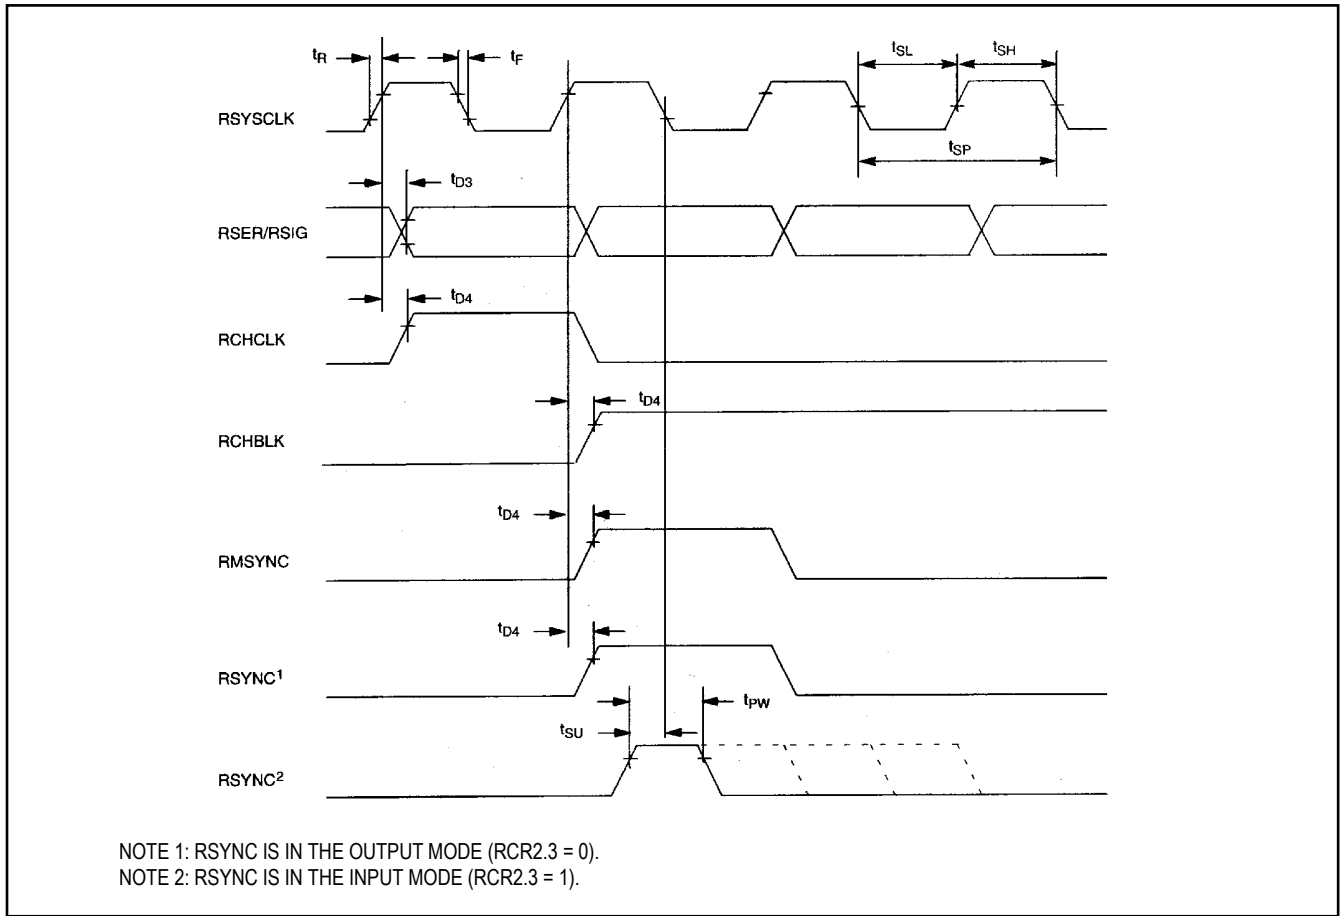 tR
tF
tSL
tSH
RSYSCLK
tSP
tD3
RSER/RSIG
tD4
RCHCLK
tD4
RCHBLK
tD4
RMSYNC
tD4
RSYNC1
tPW
tSU
RSYNC2
NOTE 1: RSYNC IS IN THE OUTPUT MODE (RCR2.3 = 0).
NOTE 2: RSYNC IS IN THE INPUT MODE (RCR2.3 = 1).